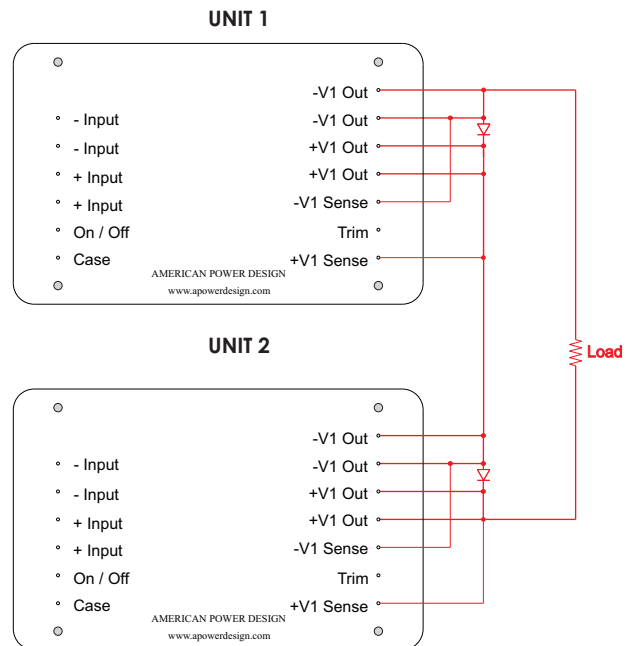 UNIT 1
-V1 Out
- Input
-V1 Out
- Input
+V1 Out
+ Input
+V1 Out
+ Input
-V1 Sense
On / Off
Trim
Case
+V1 Sense
AMERICAN POWER DESIGN
www.apowerdesign.com
UNIT 2
Load
-V1 Out
- Input
-V1 Out
- Input
+V1 Out
+ Input
+V1 Out
+ Input
-V1 Sense
On / Off
Trim
Case
+V1 Sense
AMERICAN POWER DESIGN
www.apowerdesign.com